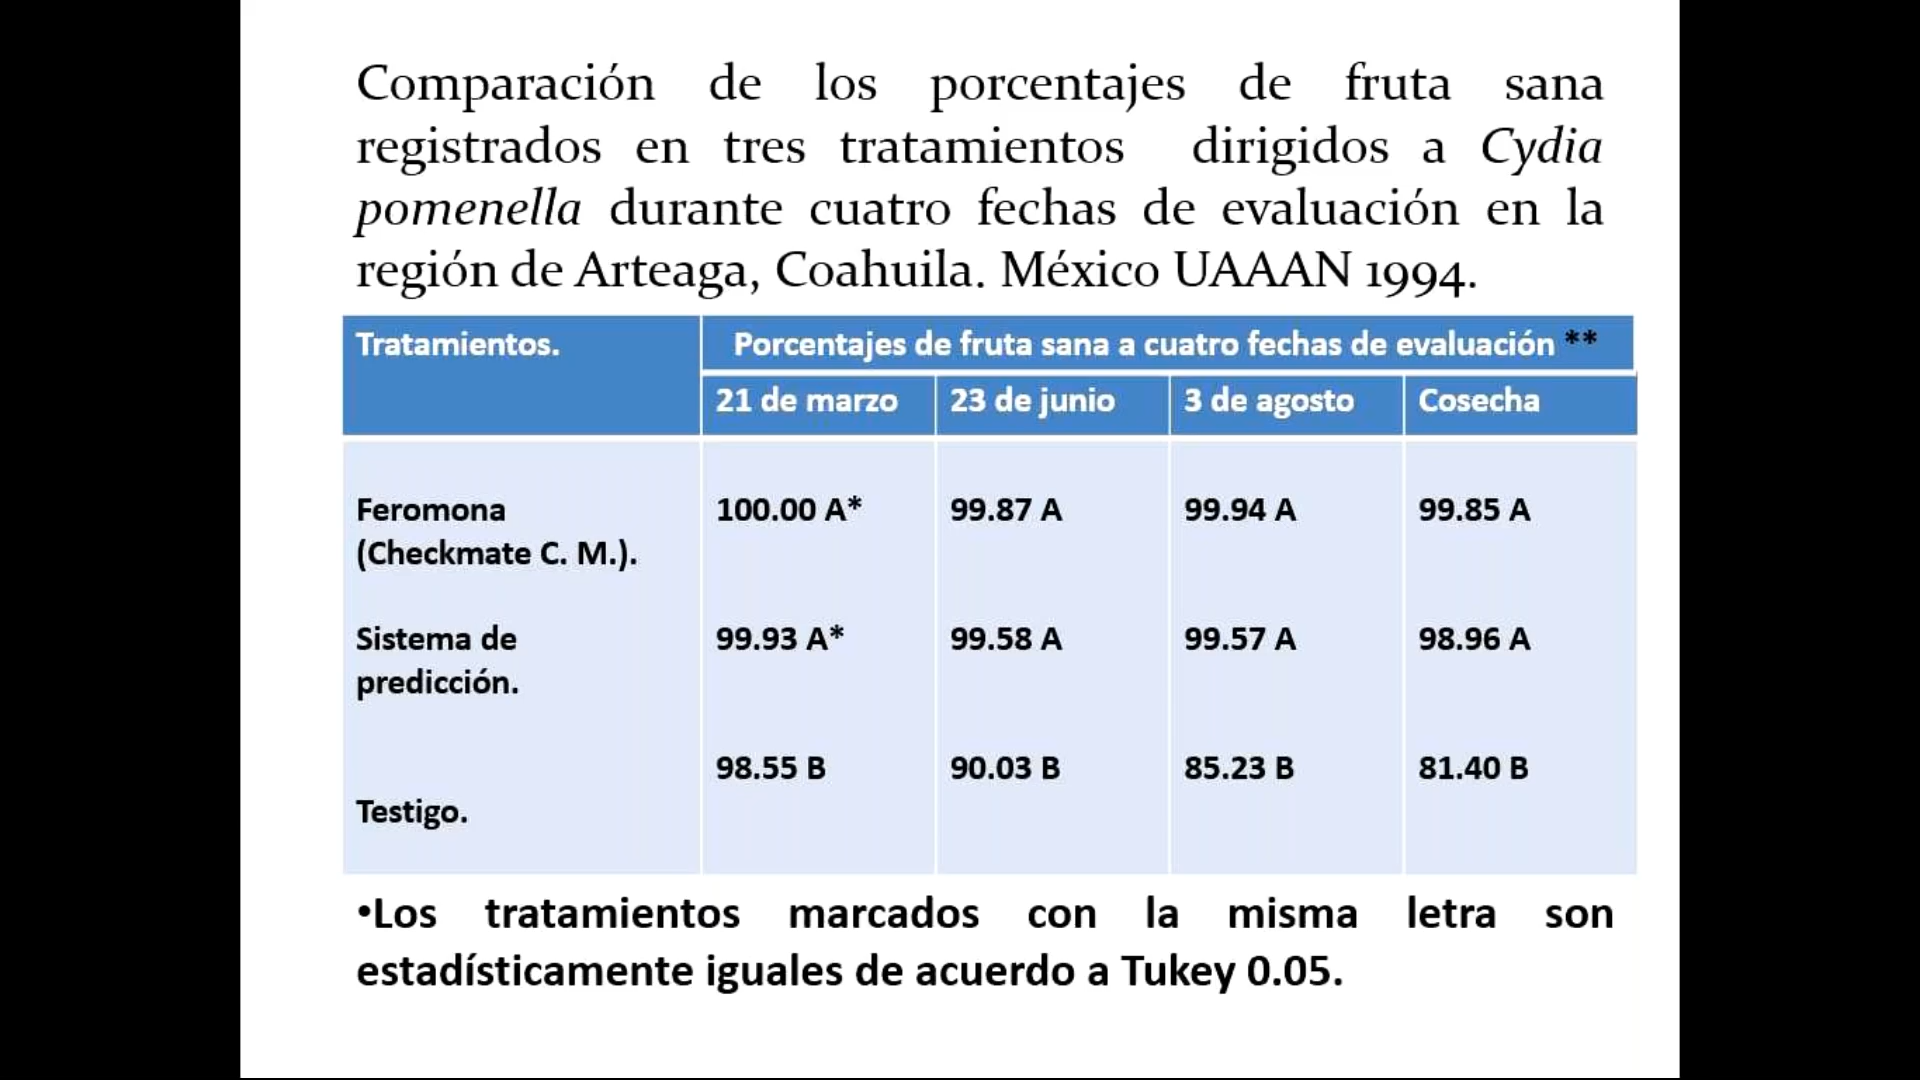 Comparación de los porcentajes de fruta sana
registrados en tres tratamientos dirigidos a Cydia
pomenella durante cuatro fechas de evaluación en la
región de Arteaga, Coahuila. México UAAAN 1994.
Tratamientos. Porcentajes de fruta sana a cuatro fechas de evaluación **
21 de marzo 23 de junio 3 de agosto Cosecha
Feromona 100.00 A* 99.87 A 99.94 A 99.85 A
(Checkmate C. M.).
Sistema de 99.93 A* 99.58 A 99.57 A 98.96 A
predicción.
98.55 B 90.03 B 85.23 B 81.40 B
Testigo.
•Los tratamientos marcados con la misma letra son
estadísticamente iguales de acuerdo a Tukey 0.05.